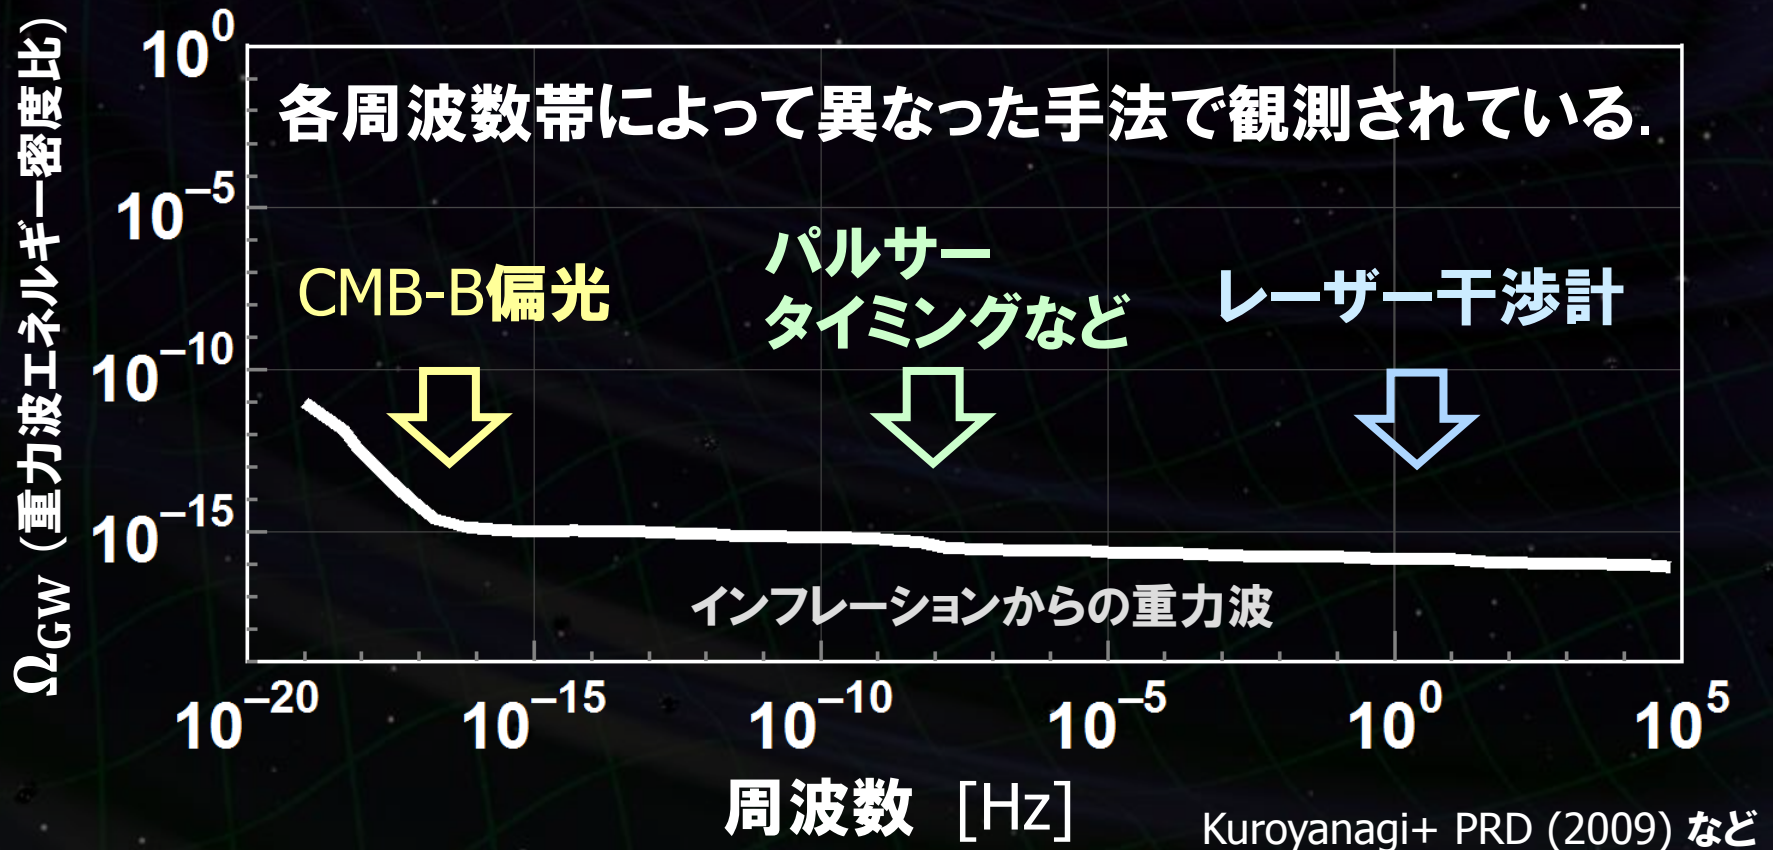 各周波数帯によって異なった手法で観測されている.
Ω_GW (重力波エネルギー密度比)
10^0
10^−5
10^−10
10^−15
CMB-B偏光
パルサー
タイミングなど
レーザー干渉計
インフレーションからの重力波
10^−20 10^−15 10^−10 10^−5 10^0 10^5
周波数 [Hz]
Kuroyanagi+ PRD (2009) など